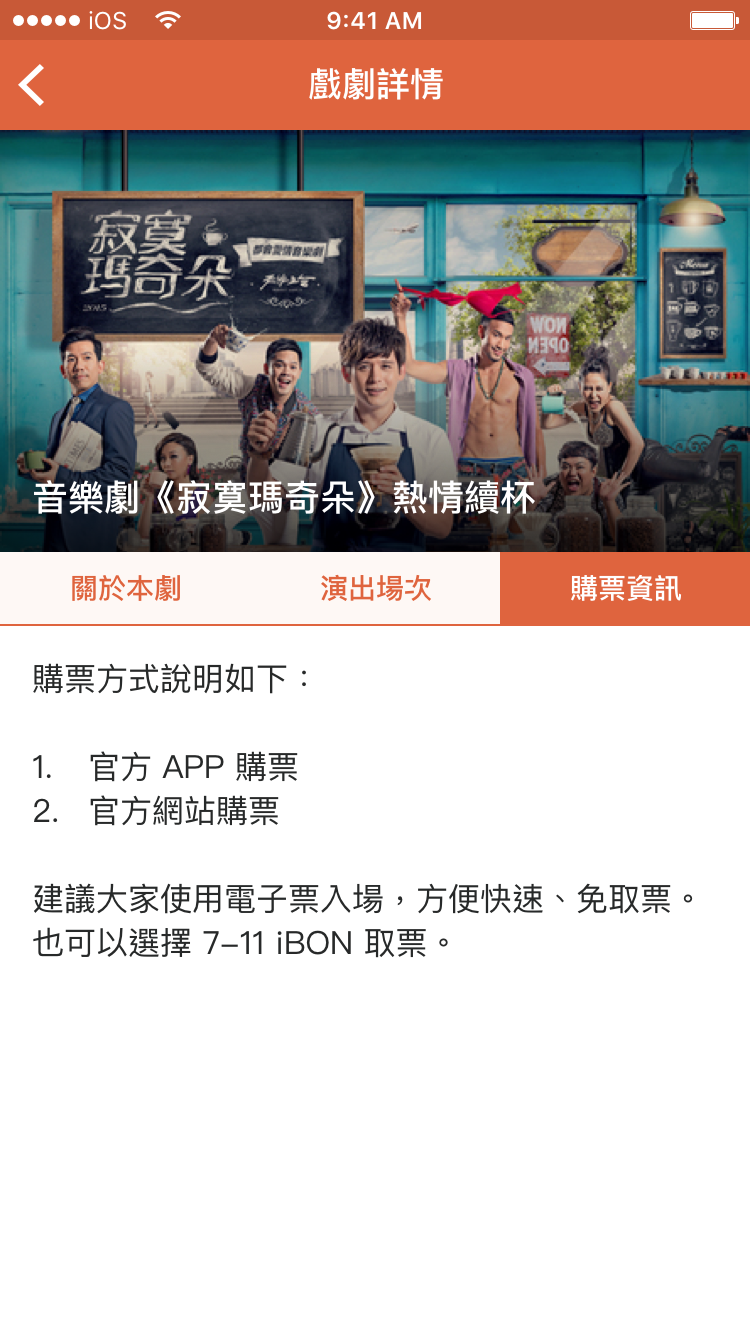 iOS
9:41 AM
戲劇詳情
寂寞
瑪奇朵
都會愛情音樂劇
2015
Menu
NOW
OPEN
音樂劇《寂寞瑪奇朵》熱情續杯
關於本劇
演出場次
購票資訊
購票方式說明如下：
1. 官方 APP 購票
2. 官方網站購票
建議大家使用電子票入場，方便快速、免取票。
也可以選擇 7–11 iBON 取票。